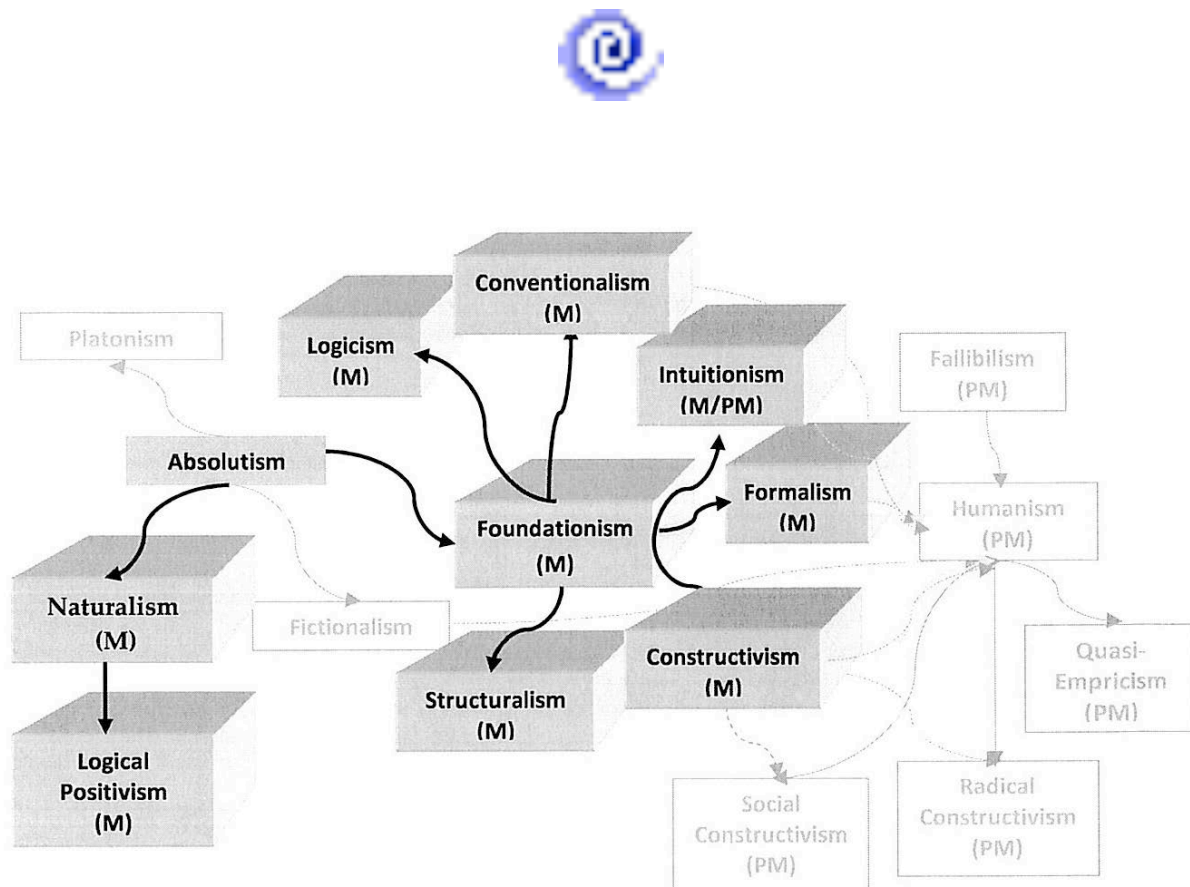 Conventionalism
(M)
Logicism
(M)
Platonism
Intuitionism
(M/PM)
Fallibilism
(PM)
Absolutism
Formalism
(M)
Foundationism
(M)
Humanism
(PM)
Naturalism
(M)
Fictionalism
Constructivism
(M)
Structuralism
(M)
Quasi-
Empricism
(PM)
Logical
Positivism
(M)
Social
Constructivism
(PM)
Radical
Constructivism
(PM)